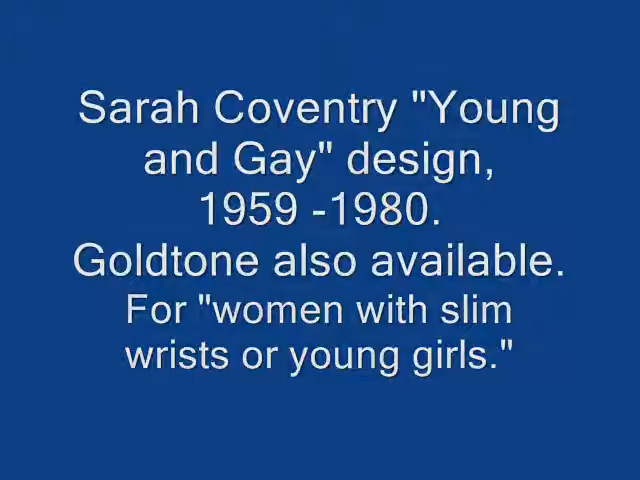 Sarah Coventry "Young
and Gay" design,
1959 -1980.
Goldtone also available.
For "women with slim
wrists or young girls."